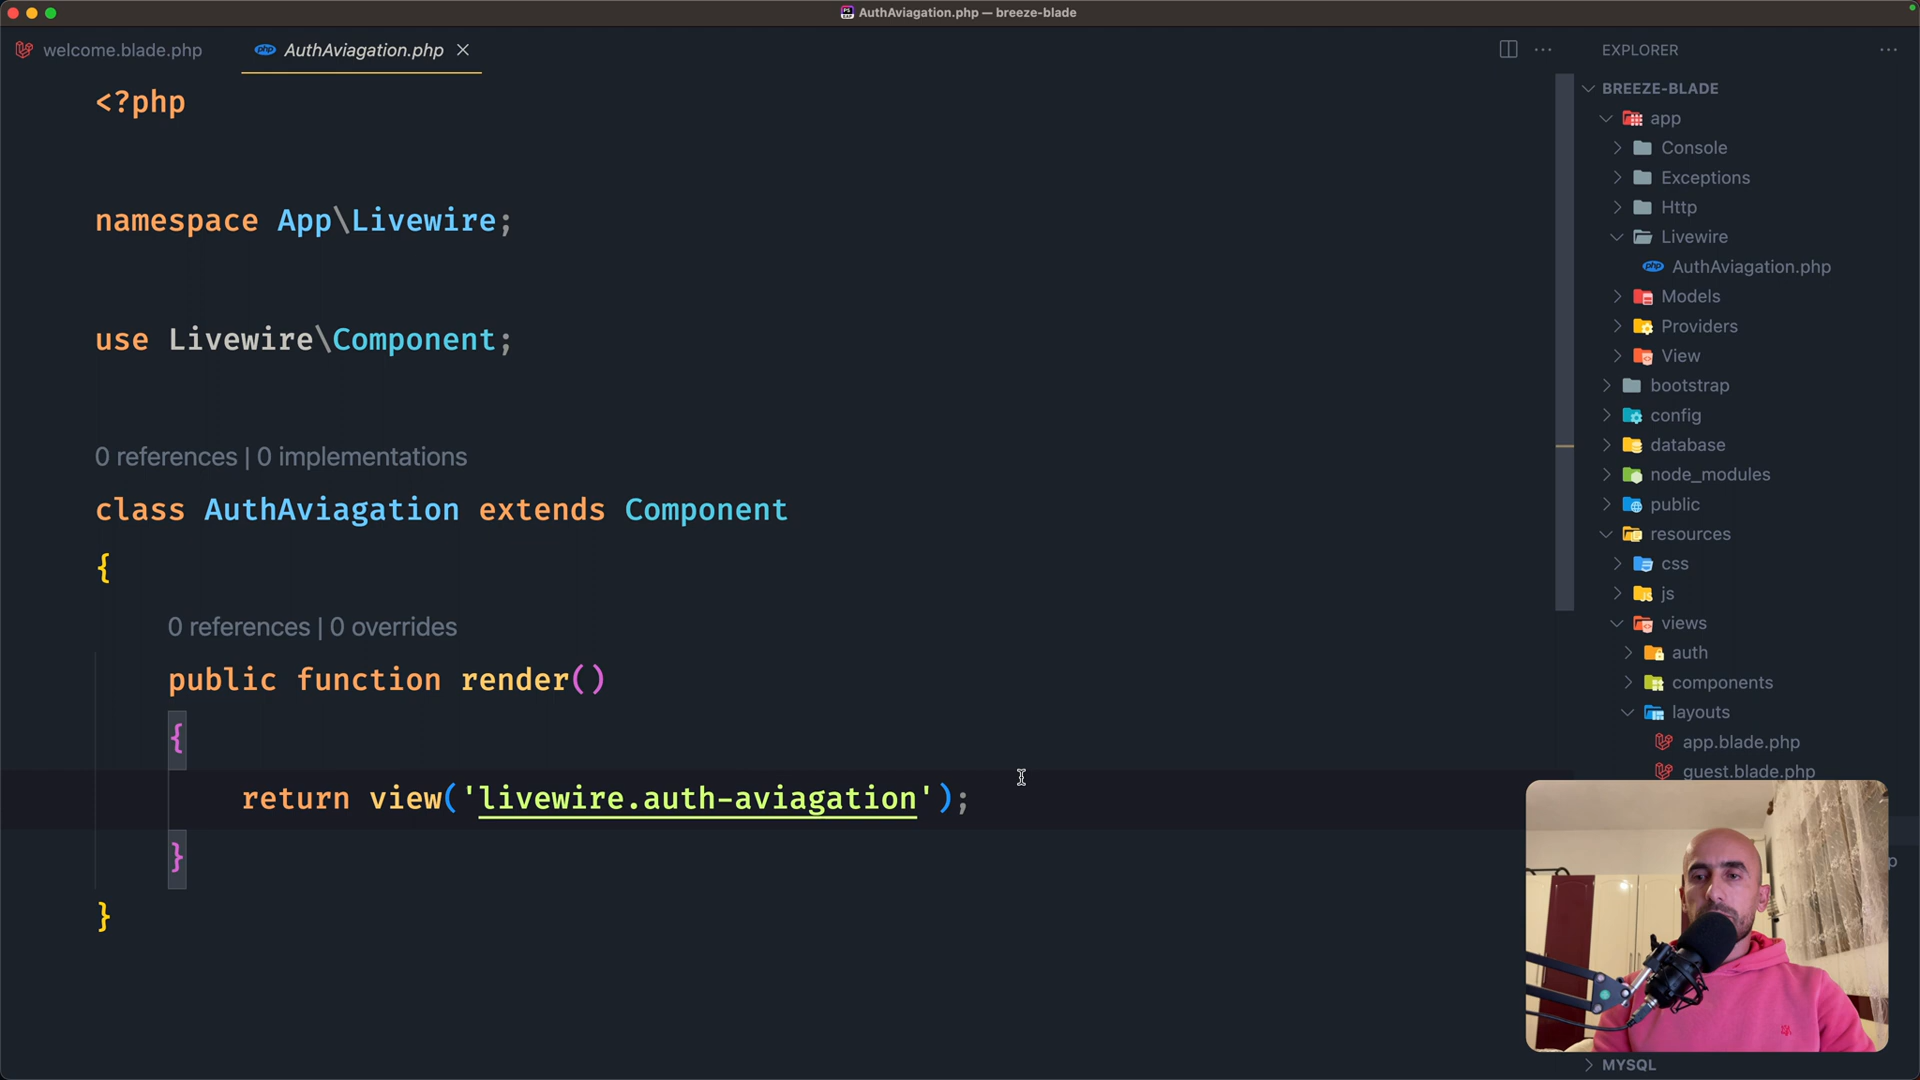 AuthAviagation.php — breeze-blade
welcome.blade.php
AuthAviagation.php
EXPLORER
<?php
namespace App\Livewire;
use Livewire\Component;
0 references | 0 implementations
class AuthAviagation extends Component
{
0 references | 0 overrides
public function render()
{
return view('livewire.auth-aviagation');
}
}
BREEZE-BLADE
app
Console
Exceptions
Http
Livewire
AuthAviagation.php
Models
Providers
View
bootstrap
config
database
node_modules
public
resources
css
js
views
auth
components
layouts
app.blade.php
guest.blade.php
MYSQL